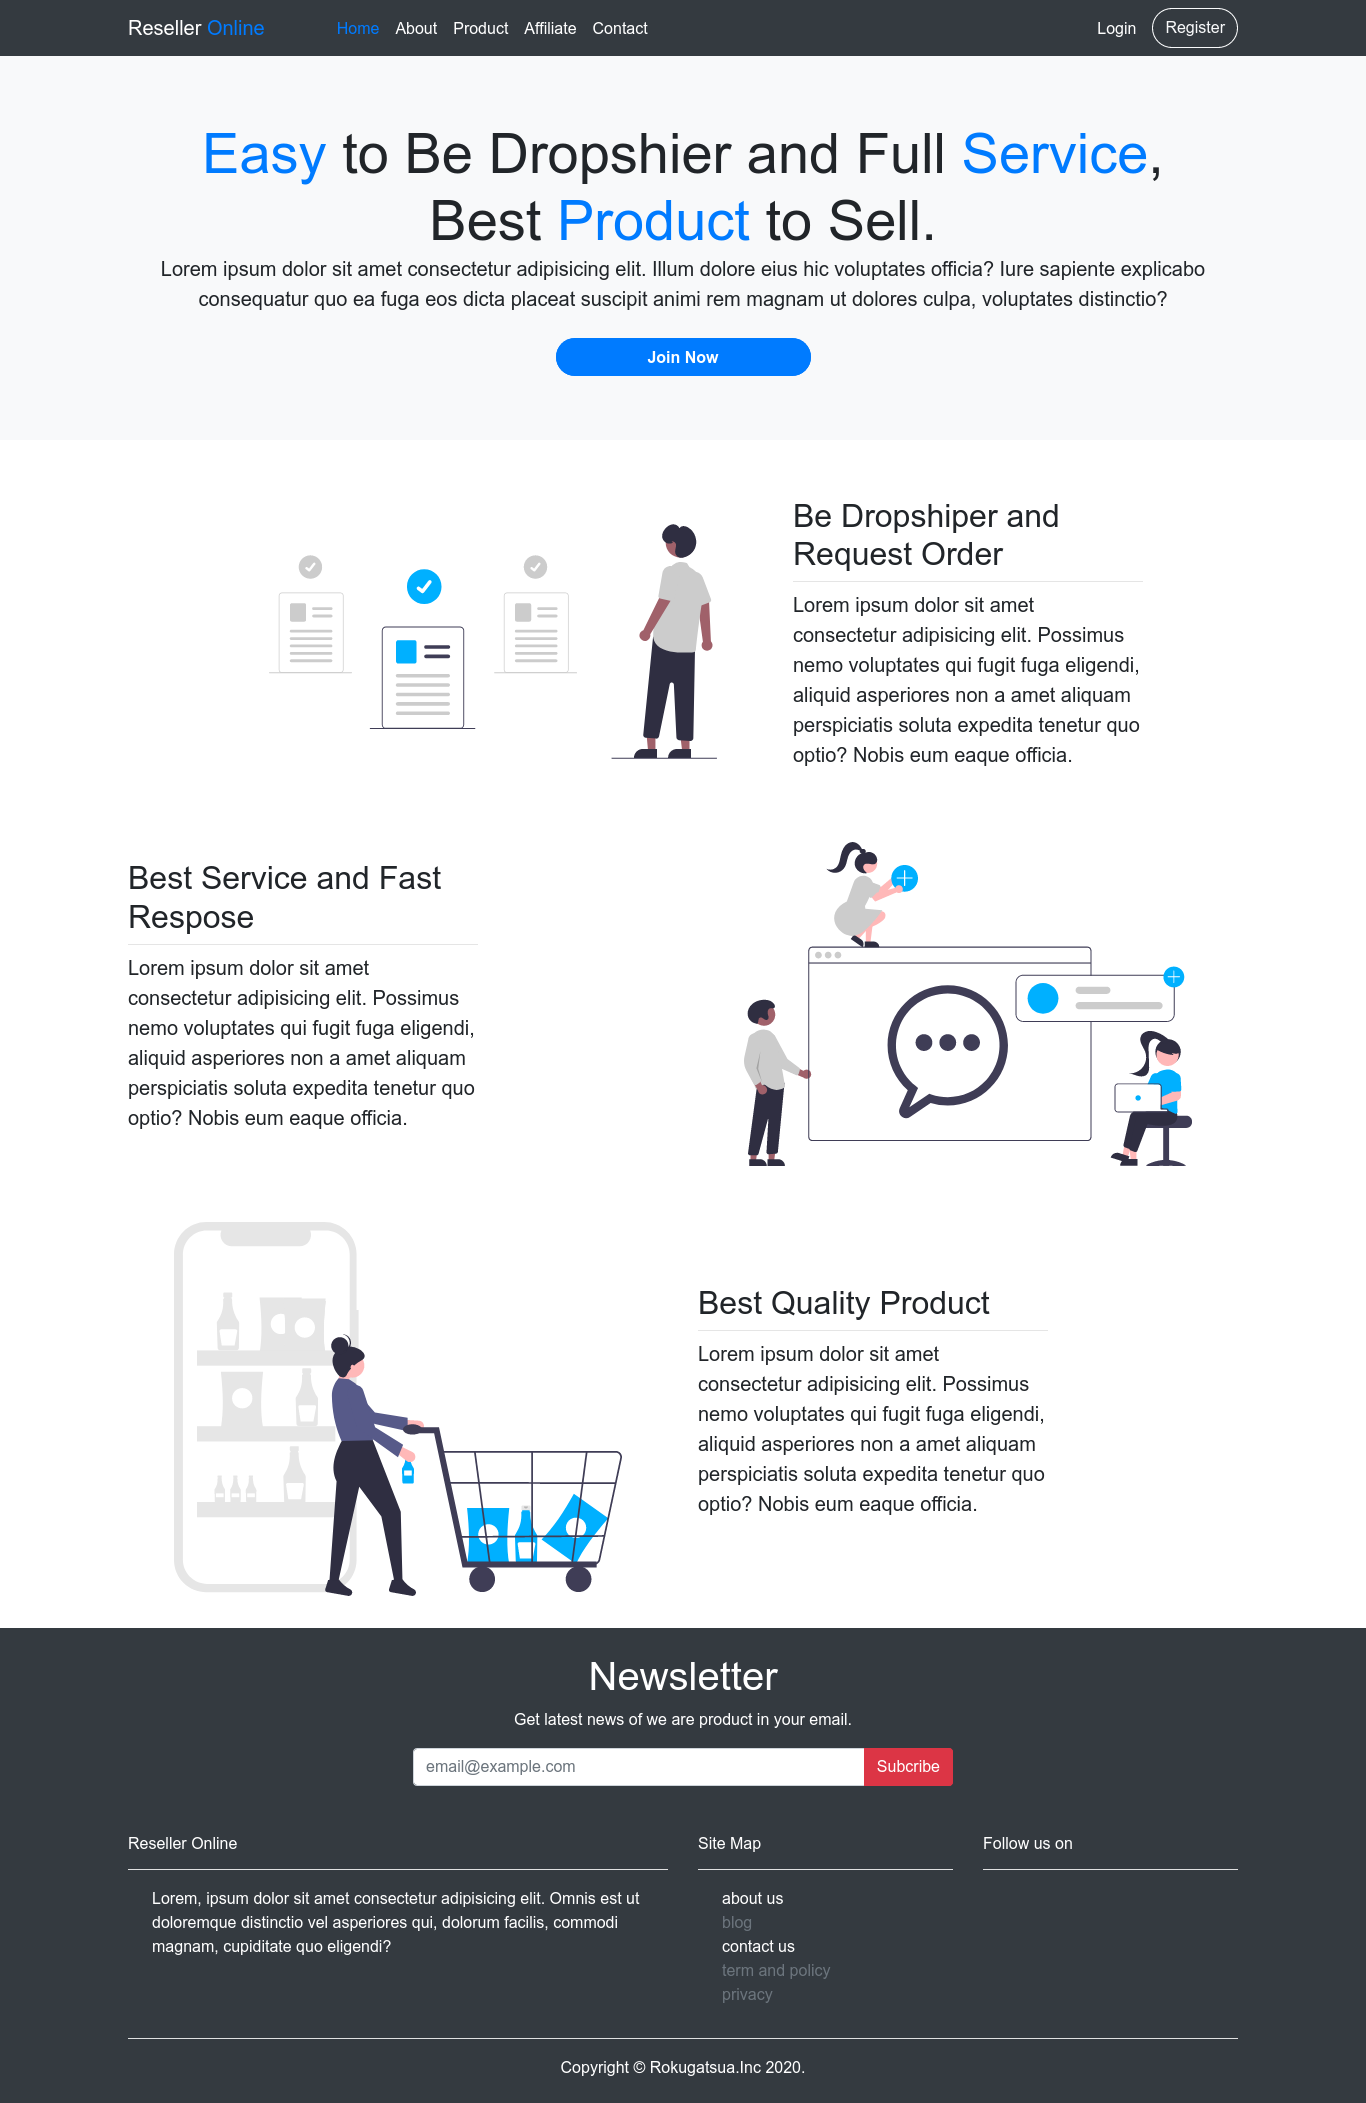 Reseller Online
Home About Product Affiliate Contact
Login Register
Easy to Be Dropshier and Full Service,
Best Product to Sell.
Lorem ipsum dolor sit amet consectetur adipisicing elit. Illum dolore eius hic voluptates officia? Iure sapiente explicabo
consequatur quo ea fuga eos dicta placeat suscipit animi rem magnam ut dolores culpa, voluptates distinctio?
Join Now
Be Dropshiper and
Request Order
Lorem ipsum dolor sit amet
consectetur adipisicing elit. Possimus
nemo voluptates qui fugit fuga eligendi,
aliquid asperiores non a amet aliquam
perspiciatis soluta expedita tenetur quo
optio? Nobis eum eaque officia.
Best Service and Fast
Respose
Lorem ipsum dolor sit amet
consectetur adipisicing elit. Possimus
nemo voluptates qui fugit fuga eligendi,
aliquid asperiores non a amet aliquam
perspiciatis soluta expedita tenetur quo
optio? Nobis eum eaque officia.
Best Quality Product
Lorem ipsum dolor sit amet
consectetur adipisicing elit. Possimus
nemo voluptates qui fugit fuga eligendi,
aliquid asperiores non a amet aliquam
perspiciatis soluta expedita tenetur quo
optio? Nobis eum eaque officia.
Newsletter
Get latest news of we are product in your email.
email@example.com
Subcribe
Reseller Online
Lorem, ipsum dolor sit amet consectetur adipisicing elit. Omnis est ut
doloremque distinctio vel asperiores qui, dolorum facilis, commodi
magnam, cupiditate quo eligendi?
Site Map
about us
blog
contact us
term and policy
privacy
Follow us on
Copyright © Rokugatsua.Inc 2020.